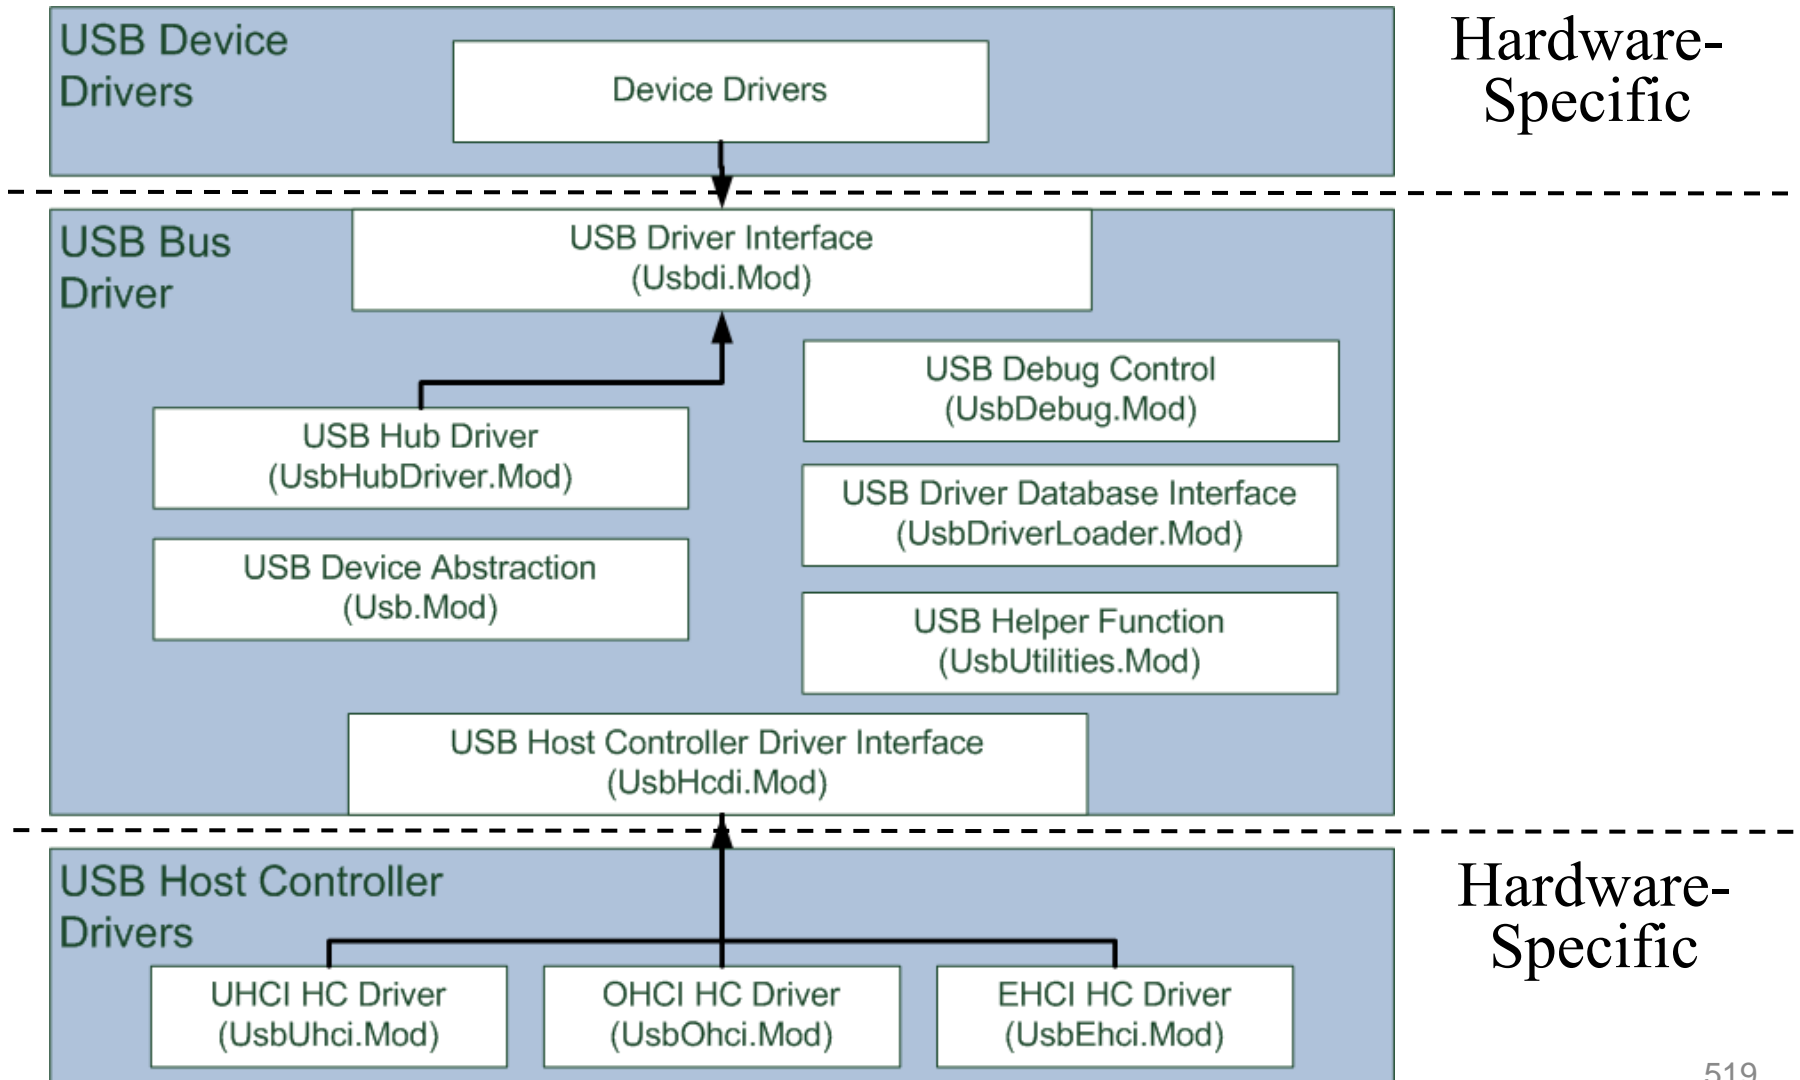 USB Device
Drivers
Device Drivers
Hardware-
Specific
USB Bus
Driver
USB Driver Interface
(Usbdi.Mod)
USB Debug Control
(UsbDebug.Mod)
USB Hub Driver
(UsbHubDriver.Mod)
USB Driver Database Interface
(UsbDriverLoader.Mod)
USB Device Abstraction
(Usb.Mod)
USB Helper Function
(UsbUtilities.Mod)
USB Host Controller Driver Interface
(UsbHcdi.Mod)
USB Host Controller
Drivers
Hardware-
Specific
UHCI HC Driver
(UsbUhci.Mod)
OHCI HC Driver
(UsbOhci.Mod)
EHCI HC Driver
(UsbEhci.Mod)
519